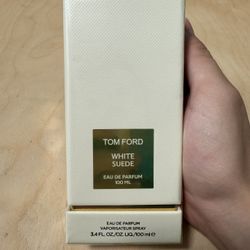 TOM FORD
WHITE
SUEDE
EAU DE PARFUM
100 ML
EAU DE PARFUM
VAPORISATEUR SPRAY
3.4 FL. OZ./OZ. LIQ./100 ml ℮